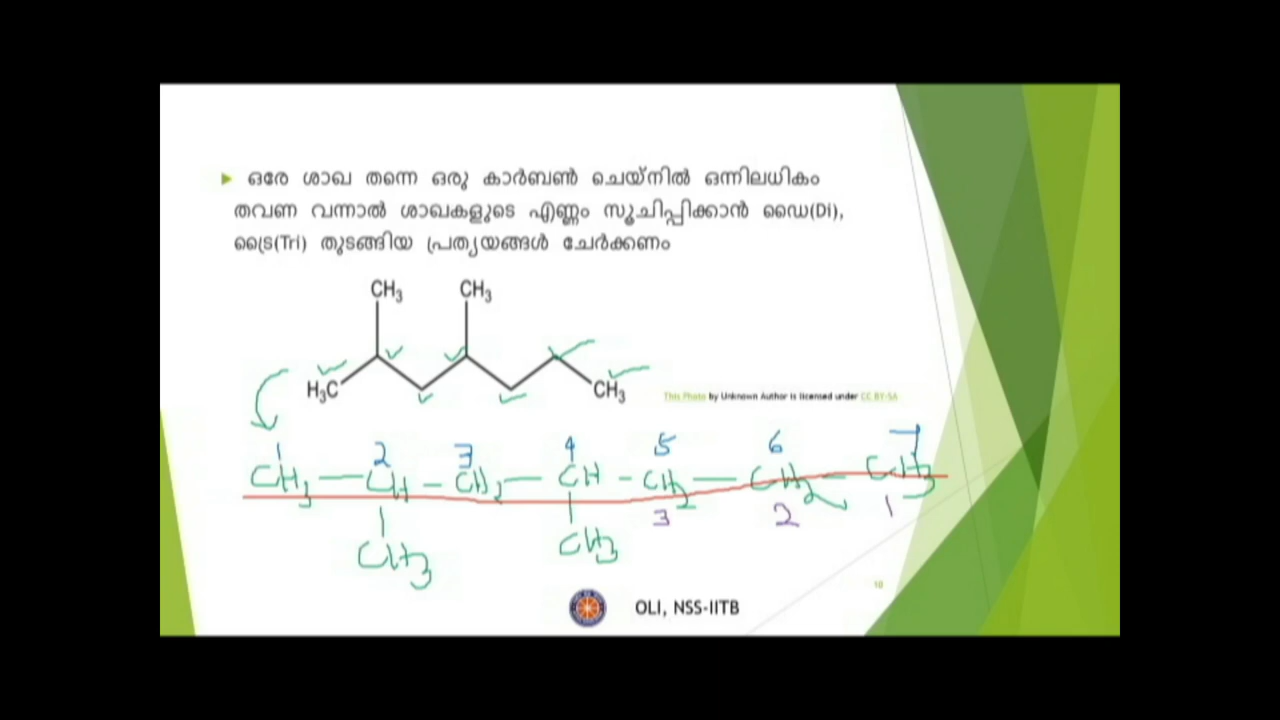 ഒരേ ശാഖ തന്നെ ഒരു കാർബൺ ചെയ്നിൽ ഒന്നിലധികം
തവണ വന്നാൽ ശാഖകളുടെ എണ്ണം സൂചിപ്പിക്കാൻ ഡൈ(Di),
ട്രൈ(Tri) തുടങ്ങിയ പ്രത്യയങ്ങൾ ചേർക്കണം
CH3 CH3
H3C CH3
This Photo by Unknown Author is licensed under CC BY-SA
1 2 3 4 5 6 7
CH3 — CH — CH2 — CH — CH2 — CH2 — CH3
3 2 1
CH3 CH3
10
OLI, NSS-IITB